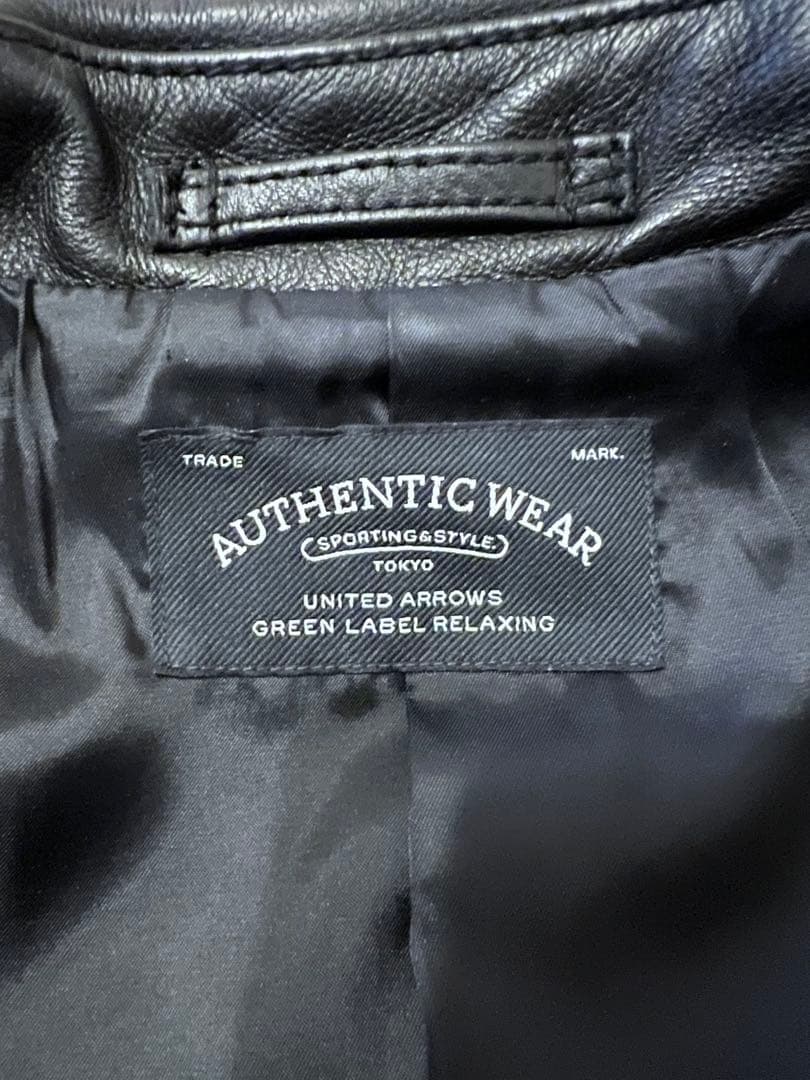 TRADE MARK.
AUTHENTIC WEAR
SPORTING&STYLE
TOKYO
UNITED ARROWS
GREEN LABEL RELAXING